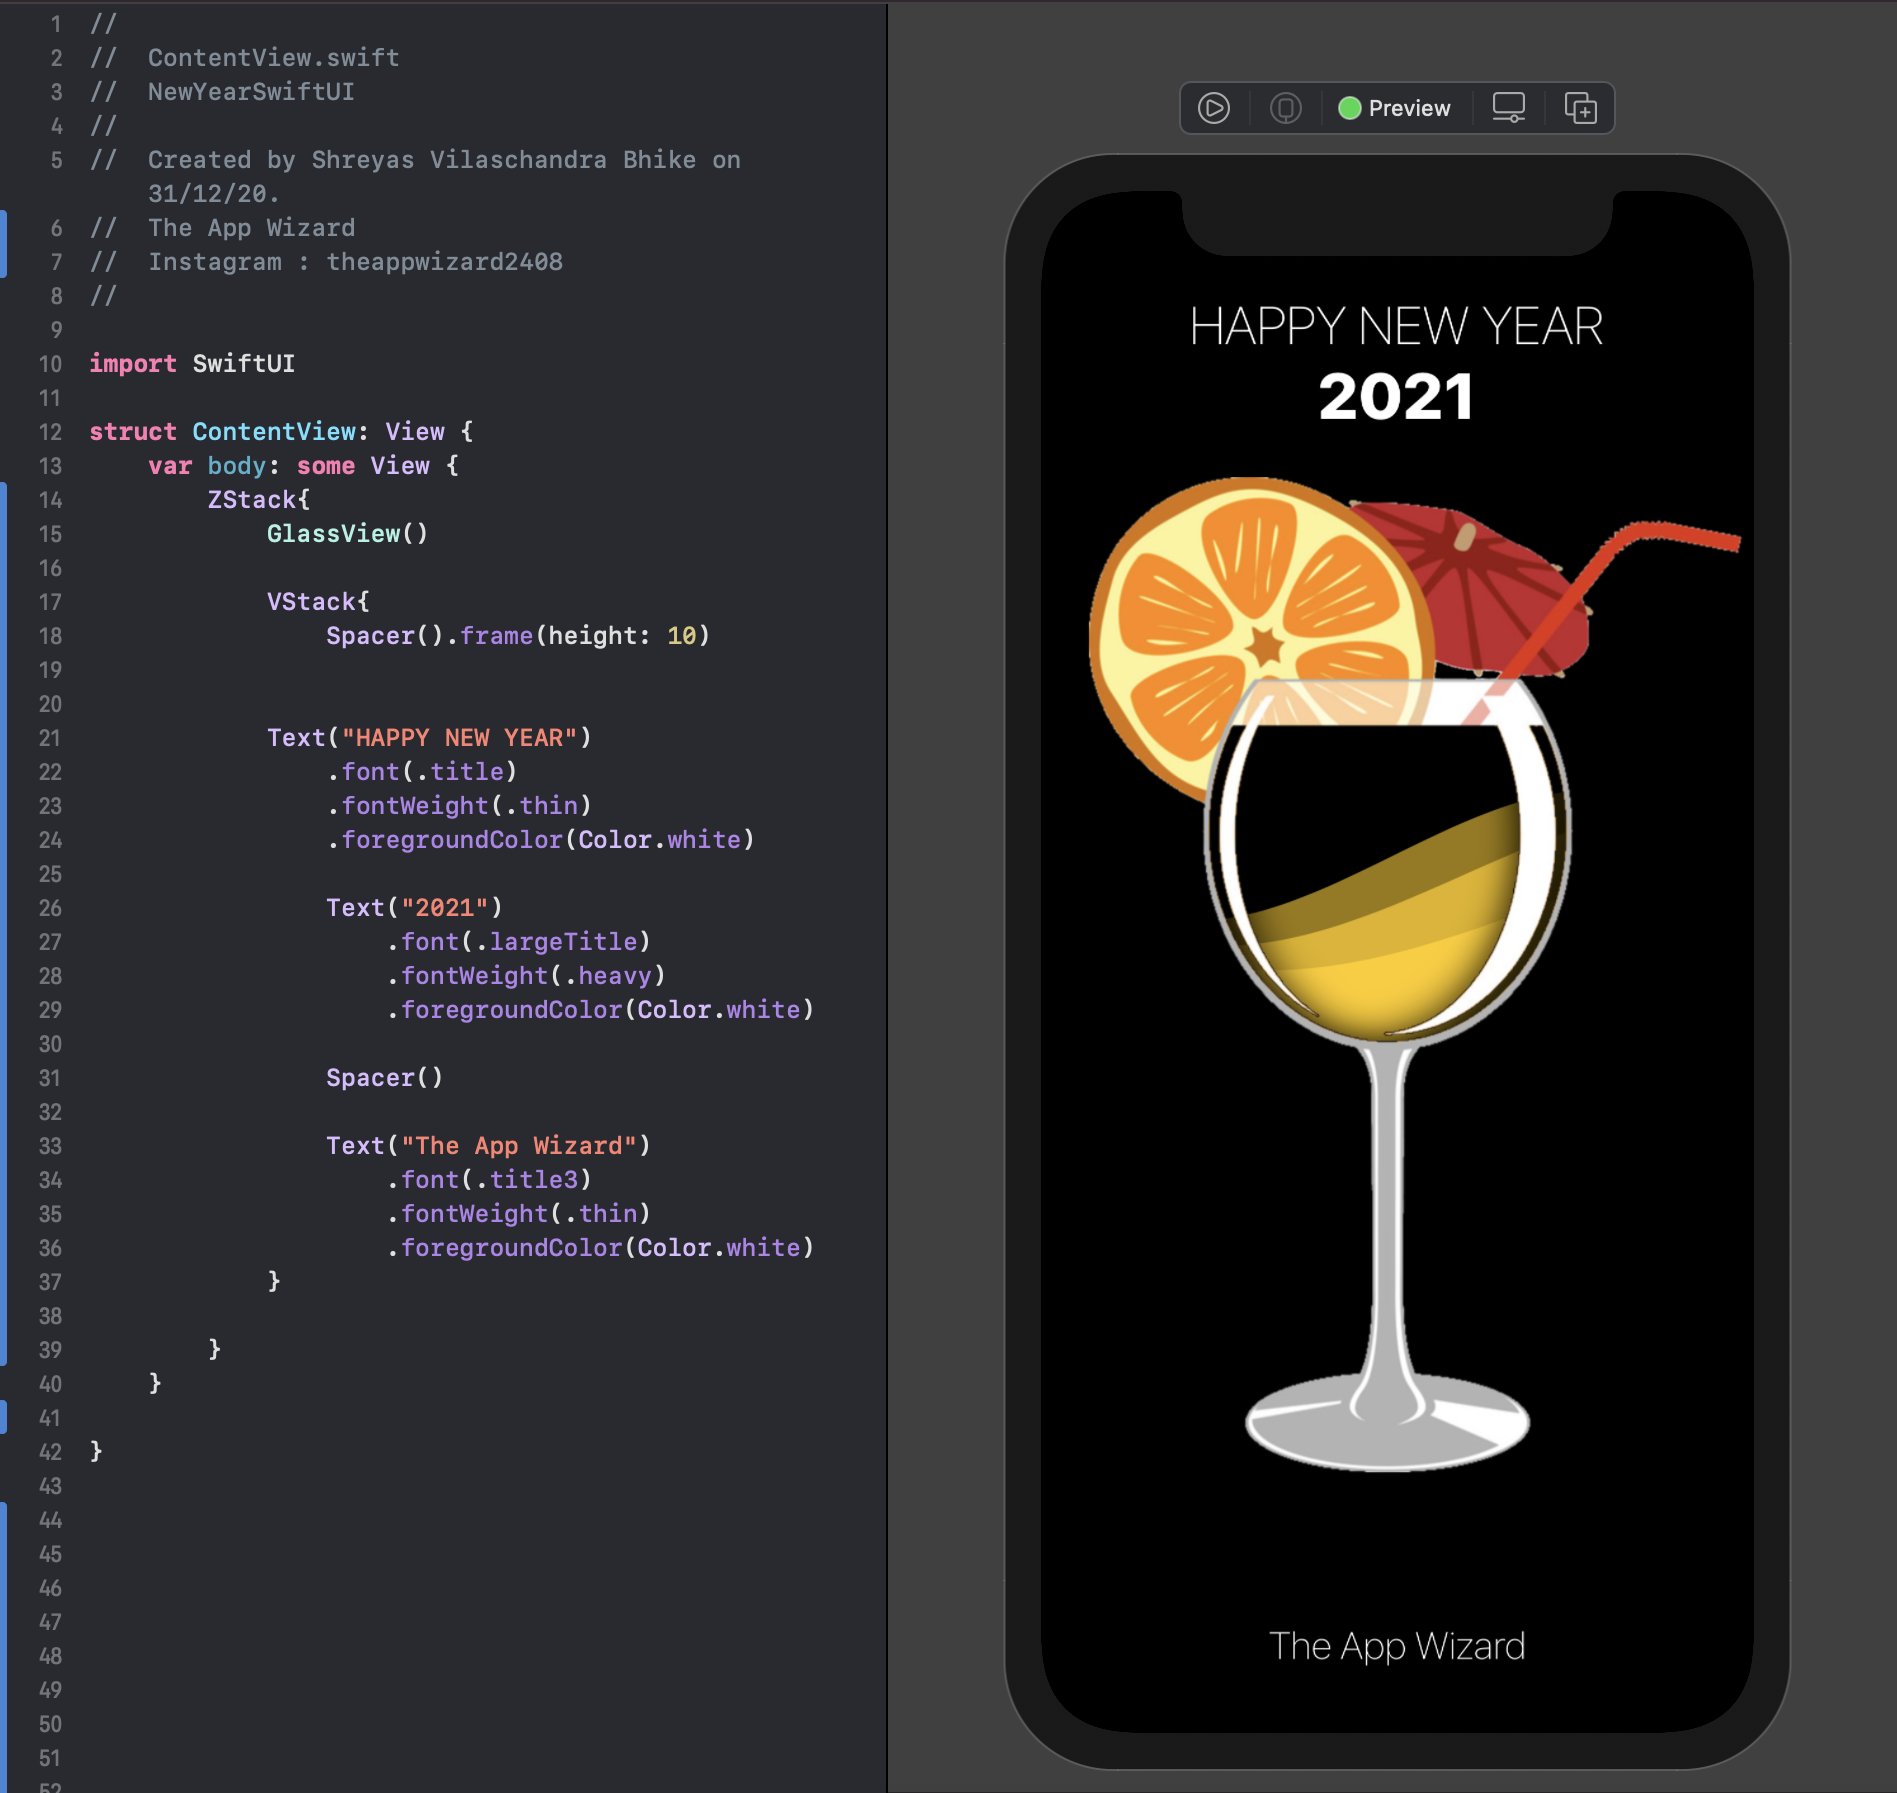 1 //
2 //  ContentView.swift
3 //  NewYearSwiftUI
4 //
5 //  Created by Shreyas Vilaschandra Bhike on
31/12/20.
6 //  The App Wizard
7 //  Instagram : theappwizard2408
8 //
9
10 import SwiftUI
11
12 struct ContentView: View {
13     var body: some View {
14         ZStack{
15             GlassView()
16
17             VStack{
18                 Spacer().frame(height: 10)
19
20
21             Text("HAPPY NEW YEAR")
22                 .font(.title)
23                 .fontWeight(.thin)
24                 .foregroundColor(Color.white)
25
26                 Text("2021")
27                     .font(.largeTitle)
28                     .fontWeight(.heavy)
29                     .foregroundColor(Color.white)
30
31                 Spacer()
32
33                 Text("The App Wizard")
34                     .font(.title3)
35                     .fontWeight(.thin)
36                     .foregroundColor(Color.white)
37             }
38
39         }
40     }
41
42 }
43
44
45
46
47
48
49
50
51
52
Preview
HAPPY NEW YEAR
2021
The App Wizard